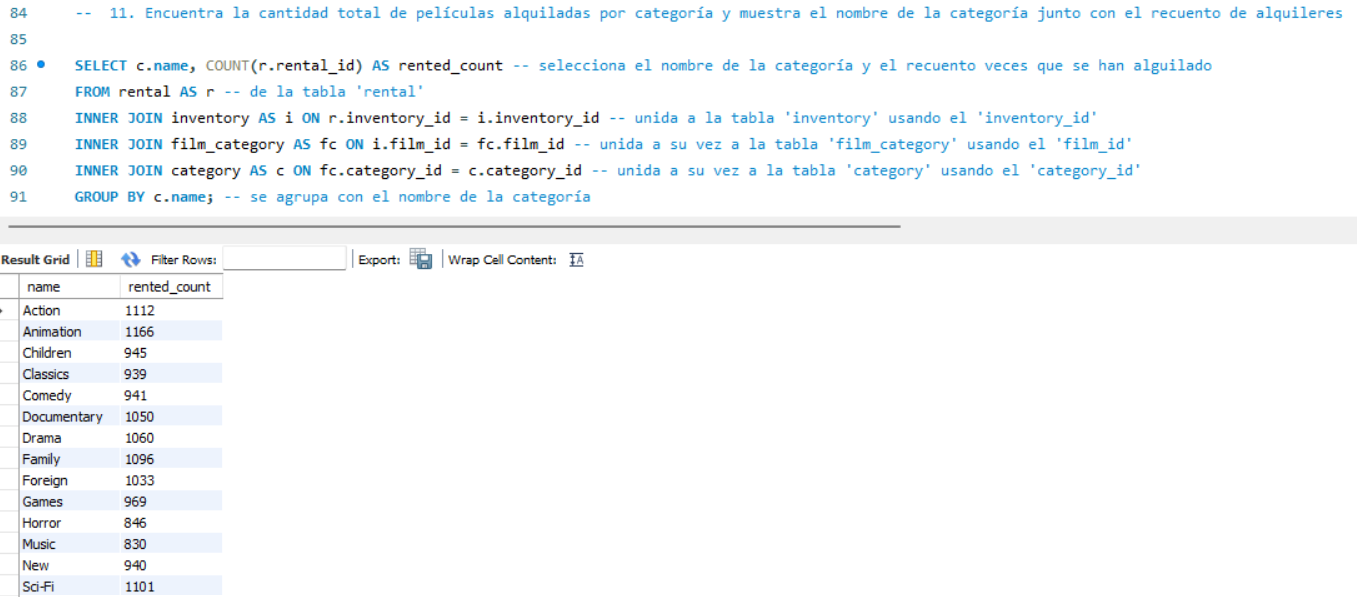 84 -- 11. Encuentra la cantidad total de películas alquiladas por categoría y muestra el nombre de la categoría junto con el recuento de alquileres
85
86 SELECT c.name, COUNT(r.rental_id) AS rented_count -- selecciona el nombre de la categoría y el recuento veces que se han alguilado
87 FROM rental AS r -- de la tabla 'rental'
88 INNER JOIN inventory AS i ON r.inventory_id = i.inventory_id -- unida a la tabla 'inventory' usando el 'inventory_id'
89 INNER JOIN film_category AS fc ON i.film_id = fc.film_id -- unida a su vez a la tabla 'film_category' usando el 'film_id'
90 INNER JOIN category AS c ON fc.category_id = c.category_id -- unida a su vez a la tabla 'category' usando el 'category_id'
91 GROUP BY c.name; -- se agrupa con el nombre de la categoría
Result Grid Filter Rows: Export: Wrap Cell Content: IA
name rented_count
Action 1112
Animation 1166
Children 945
Classics 939
Comedy 941
Documentary 1050
Drama 1060
Family 1096
Foreign 1033
Games 969
Horror 846
Music 830
New 940
Sci-Fi 1101